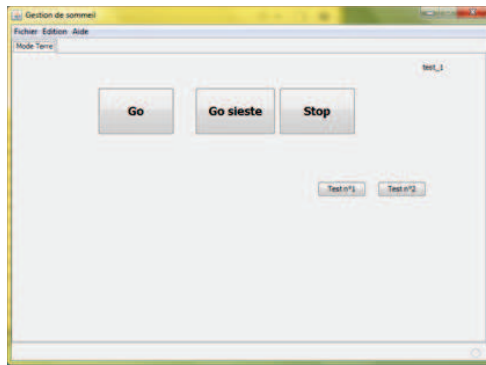 Gestion de sommeil
Fichier Edition Aide
Mode Terre
test_1
Go Go sieste Stop
Test n°1 Test n°2